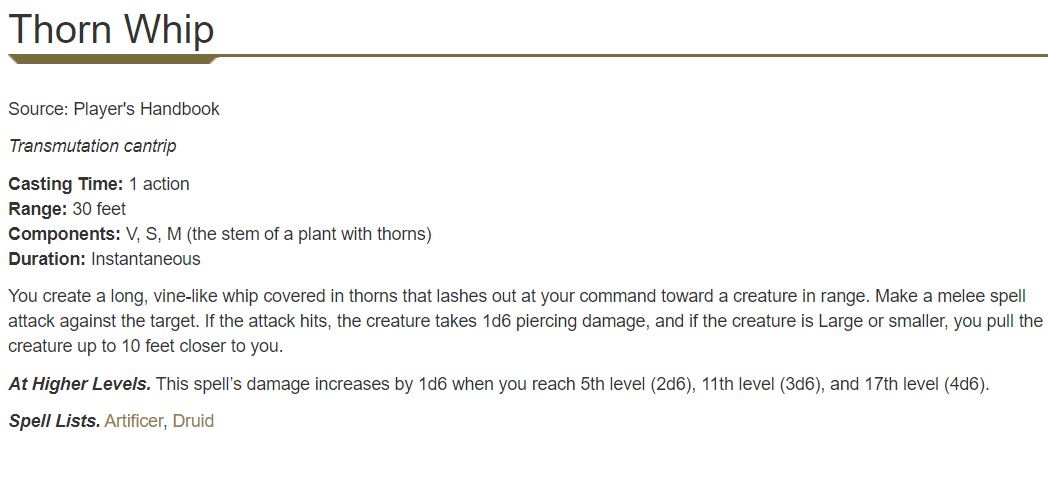 Thorn Whip
Source: Player's Handbook
Transmutation cantrip
Casting Time: 1 action
Range: 30 feet
Components: V, S, M (the stem of a plant with thorns)
Duration: Instantaneous
You create a long, vine-like whip covered in thorns that lashes out at your command toward a creature in range. Make a melee spell
attack against the target. If the attack hits, the creature takes 1d6 piercing damage, and if the creature is Large or smaller, you pull the
creature up to 10 feet closer to you.
At Higher Levels. This spell’s damage increases by 1d6 when you reach 5th level (2d6), 11th level (3d6), and 17th level (4d6).
Spell Lists. Artificer, Druid